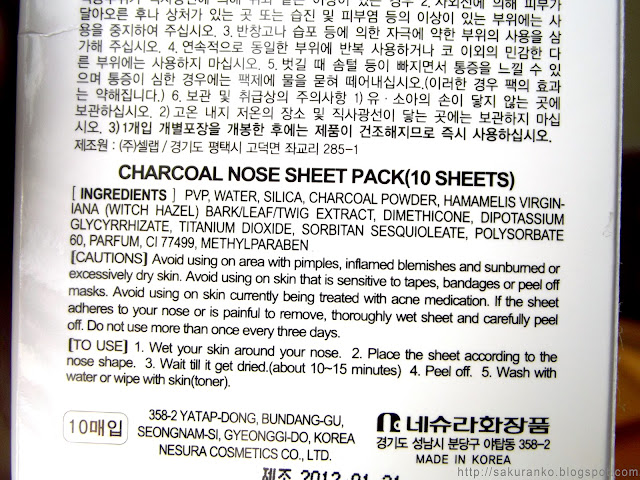 달아오른 후나 상처가 있는 곳 또는 습진 및 피부염 등의 이상이 있는 부위에는 사
용을 중지하여 주십시오. 3. 반창고나 습포 등에 의한 자극에 약한 부위의 사용을 삼
가해 주십시오. 4. 연속적으로 동일한 부위에 반복 사용하거나 코 이외의 민감한 다
른 부위에는 사용하지 마십시오. 5. 벗길 때 솜털 등이 빠지면서 통증을 느낄 수 있
으며 통증이 심한 경우에는 팩제에 물을 묻혀 떼어내십시오.(이러한 경우 팩의 효과
는 약해집니다.) 6. 보관 및 취급상의 주의사항 1) 유·소아의 손이 닿지 않는 곳에
보관하십시오. 2) 고온 내지 저온의 장소 및 직사광선이 닿는 곳에는 보관하지 마십
시오. 3) 1개입 개별포장을 개봉한 후에는 제품이 건조해지므로 즉시 사용하십시오.
제조원 : (주)셀랩 / 경기도 평택시 고덕면 좌교리 285-1
CHARCOAL NOSE SHEET PACK(10 SHEETS)
[ INGREDIENTS ] PVP, WATER, SILICA, CHARCOAL POWDER, HAMAMELIS VIRGIN-
IANA (WITCH HAZEL) BARK/LEAF/TWIG EXTRACT, DIMETHICONE, DIPOTASSIUM
GLYCYRRHIZATE, TITANIUM DIOXIDE, SORBITAN SESQUIOLEATE, POLYSORBATE
60, PARFUM, CI 77499, METHYLPARABEN
[CAUTIONS] Avoid using on area with pimples, inflamed blemishes and sunburned or
excessively dry skin. Avoid using on skin that is sensitive to tapes, bandages or peel off
masks. Avoid using on skin currently being treated with acne medication. If the sheet
adheres to your nose or is painful to remove, thoroughly wet sheet and carefully peel
off. Do not use more than once every three days.
[TO USE] 1. Wet your skin around your nose. 2. Place the sheet according to the
nose shape. 3. Wait till it get dried.(about 10~15 minutes) 4. Peel off. 5. Wash with
water or wipe with skin(toner).
10매입
358-2 YATAP-DONG, BUNDANG-GU,
SEONGNAM-SI, GYEONGGI-DO, KOREA
NESURA COSMETICS CO., LTD.
네슈라화장품
경기도 성남시 분당구 야탑동 358-2
MADE IN KOREA
제조 2012
http://sakuranko.blogspot.com